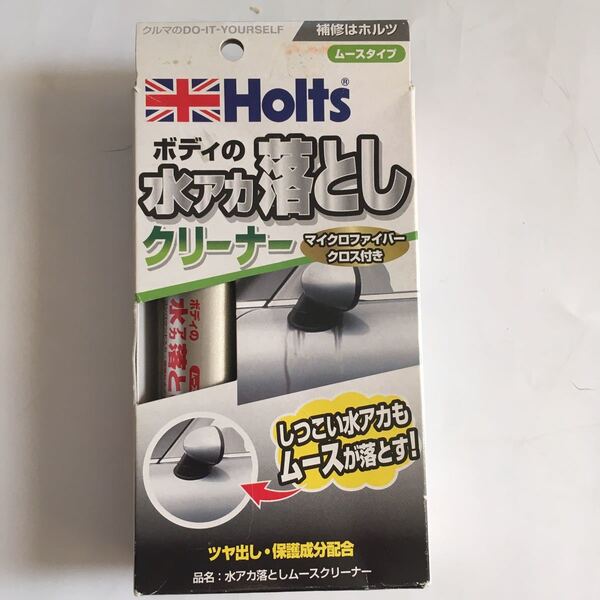 クルマのDO-IT-YOURSELF
補修はホルツ
ムースタイプ
Holts®
ボディの
水アカ落とし
クリーナー
マイクロファイバー
クロス付き
ボディの
水アカ落と
しつこい水アカも
ムースが落とす!
ツヤ出し・保護成分配合
品名:水アカ落としムースクリーナー